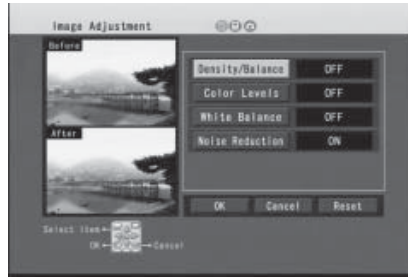 Image Adjustment
Before
Density/Balance OFF
Color Levels OFF
White Balance OFF
Noise Reduction ON
After
OK Cancel Reset
Select Item
OK Cancel